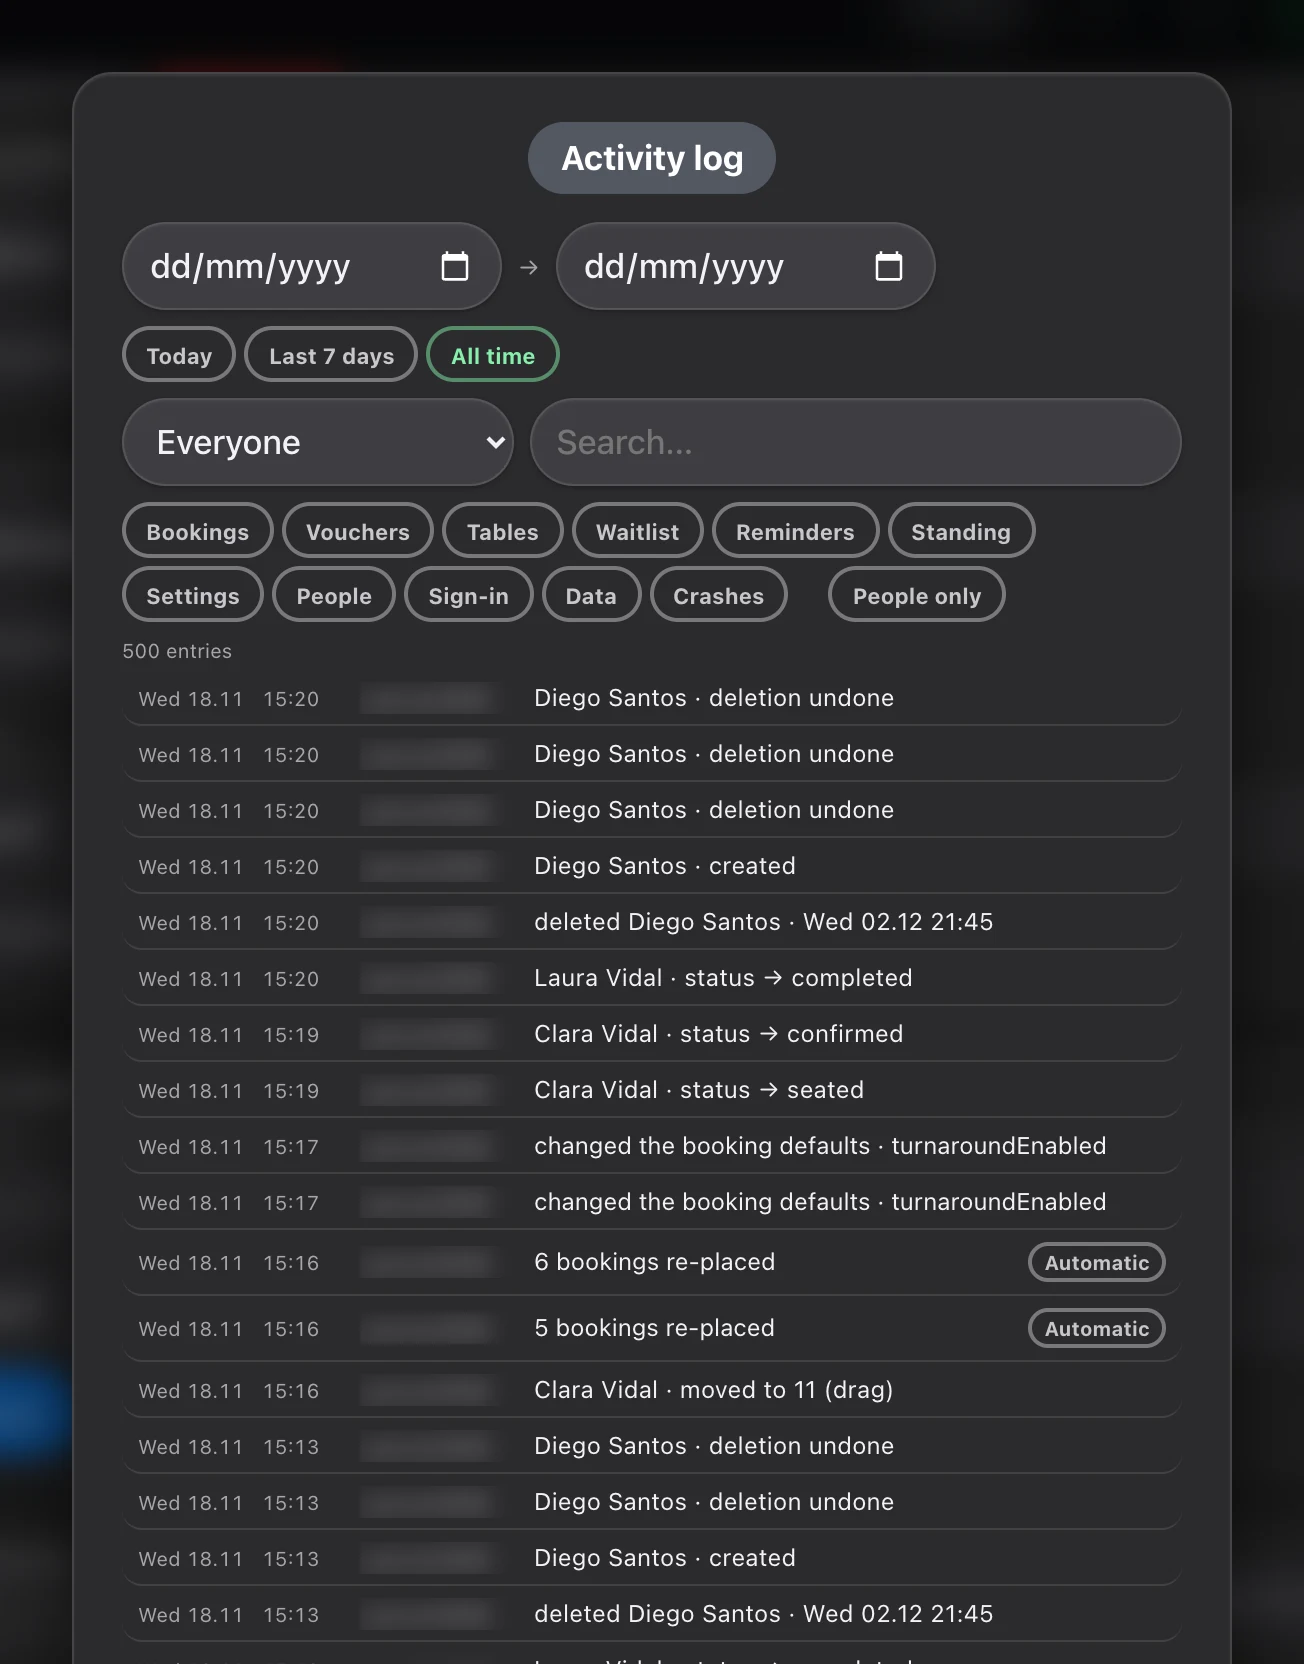 Activity log
dd/mm/yyyy → dd/mm/yyyy
Today Last 7 days All time
Everyone Search...
Bookings Vouchers Tables Waitlist Reminders Standing
Settings People Sign-in Data Crashes People only
500 entries
Wed 18.11 15:20 Diego Santos · deletion undone
Wed 18.11 15:20 Diego Santos · deletion undone
Wed 18.11 15:20 Diego Santos · deletion undone
Wed 18.11 15:20 Diego Santos · created
Wed 18.11 15:20 deleted Diego Santos · Wed 02.12 21:45
Wed 18.11 15:20 Laura Vidal · status → completed
Wed 18.11 15:19 Clara Vidal · status → confirmed
Wed 18.11 15:19 Clara Vidal · status → seated
Wed 18.11 15:17 changed the booking defaults · turnaroundEnabled
Wed 18.11 15:17 changed the booking defaults · turnaroundEnabled
Wed 18.11 15:16 6 bookings re-placed Automatic
Wed 18.11 15:16 5 bookings re-placed Automatic
Wed 18.11 15:16 Clara Vidal · moved to 11 (drag)
Wed 18.11 15:13 Diego Santos · deletion undone
Wed 18.11 15:13 Diego Santos · deletion undone
Wed 18.11 15:13 Diego Santos · created
Wed 18.11 15:13 deleted Diego Santos · Wed 02.12 21:45